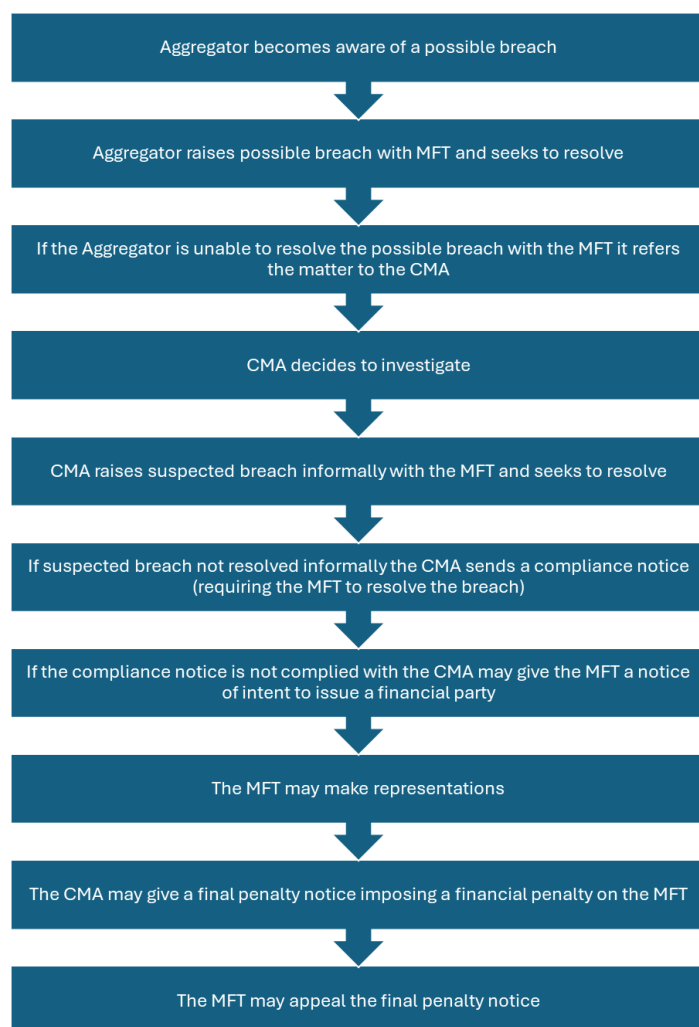 Aggregator becomes aware of a possible breach
Aggregator raises possible breach with MFT and seeks to resolve
If the Aggregator is unable to resolve the possible breach with the MFT it refers
the matter to the CMA
CMA decides to investigate
CMA raises suspected breach informally with the MFT and seeks to resolve
If suspected breach not resolved informally the CMA sends a compliance notice
(requiring the MFT to resolve the breach)
If the compliance notice is not complied with the CMA may give the MFT a notice
of intent to issue a financial party
The MFT may make representations
The CMA may give a final penalty notice imposing a financial penalty on the MFT
The MFT may appeal the final penalty notice